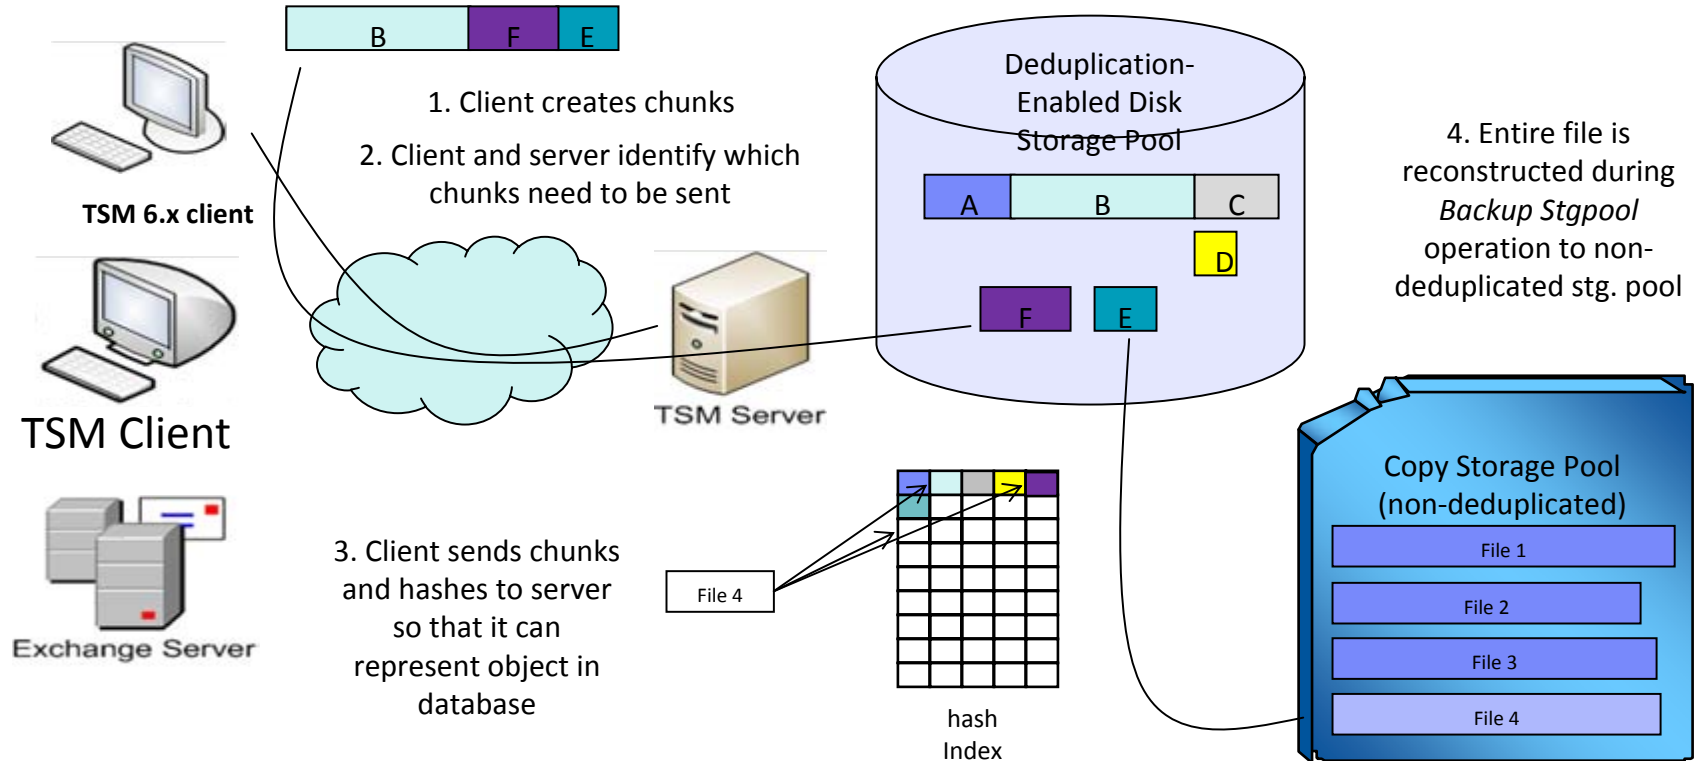 B F E
1. Client creates chunks
2. Client and server identify which
chunks need to be sent
TSM 6.x client
TSM Client
Exchange Server
TSM Server
Deduplication-
Enabled Disk
Storage Pool
A B C
D
F E
4. Entire file is
reconstructed during
Backup Stgpool
operation to non-
deduplicated stg. pool
3. Client sends chunks
and hashes to server
so that it can
represent object in
database
File 4
hash
Index
Copy Storage Pool
(non-deduplicated)
File 1
File 2
File 3
File 4